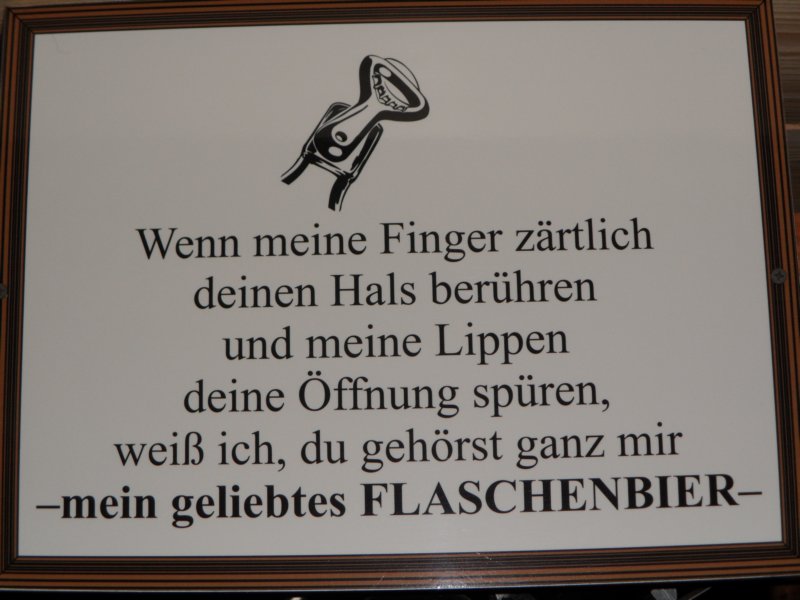 Wenn meine Finger zärtlich
deinen Hals berühren
und meine Lippen
deine Öffnung spüren,
weiß ich, du gehörst ganz mir
–mein geliebtes FLASCHENBIER–